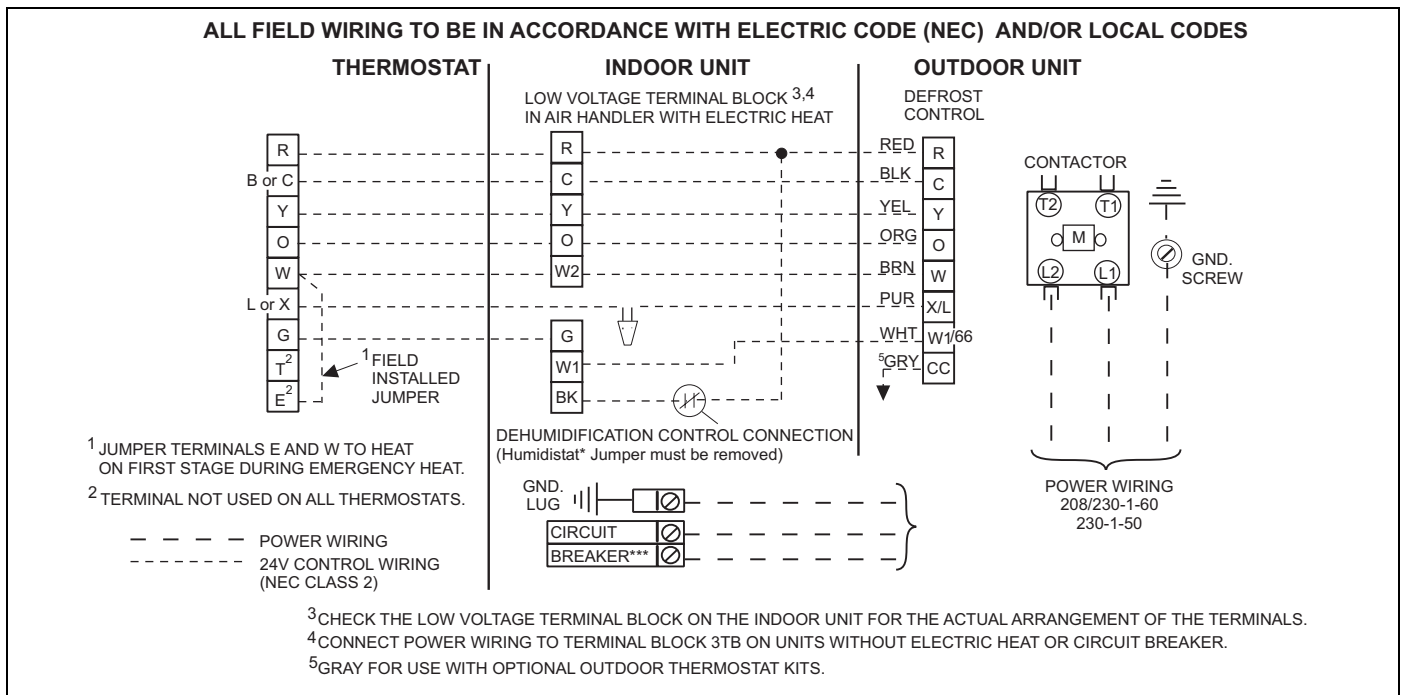 ALL FIELD WIRING TO BE IN ACCORDANCE WITH ELECTRIC CODE (NEC) AND/OR LOCAL CODES
THERMOSTAT
R
B or C
Y
O
W
L or X
G
T2
E2
1 FIELD
INSTALLED
JUMPER
1 JUMPER TERMINALS E AND W TO HEAT
ON FIRST STAGE DURING EMERGENCY HEAT.
2 TERMINAL NOT USED ON ALL THERMOSTATS.
POWER WIRING
24V CONTROL WIRING
(NEC CLASS 2)
INDOOR UNIT
LOW VOLTAGE TERMINAL BLOCK 3,4
IN AIR HANDLER WITH ELECTRIC HEAT
R
C
Y
O
W2
G
W1
BK
DEHUMIDIFICATION CONTROL CONNECTION
(Humidistat* Jumper must be removed)
GND.
LUG
CIRCUIT
BREAKER***
OUTDOOR UNIT
DEFROST
CONTROL
RED R
BLK C
YEL Y
ORG O
BRN W
PUR X/L
WHT W1/66
5GRY CC
CONTACTOR
T2 T1
M
L2 L1
GND.
SCREW
POWER WIRING
208/230-1-60
230-1-50
3 CHECK THE LOW VOLTAGE TERMINAL BLOCK ON THE INDOOR UNIT FOR THE ACTUAL ARRANGEMENT OF THE TERMINALS.
4 CONNECT POWER WIRING TO TERMINAL BLOCK 3TB ON UNITS WITHOUT ELECTRIC HEAT OR CIRCUIT BREAKER.
5 GRAY FOR USE WITH OPTIONAL OUTDOOR THERMOSTAT KITS.